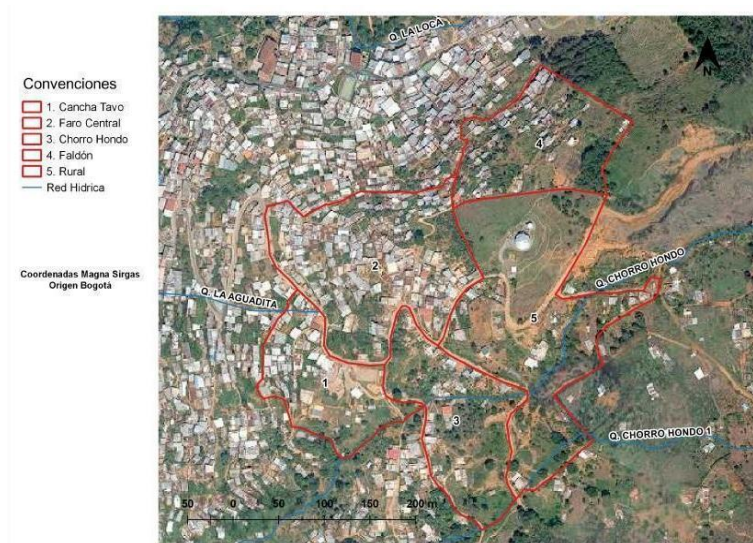 Convenciones
1. Cancha Tavo
2. Faro Central
3. Chorro Hondo
4. Faldón
5. Rural
Red Hidrica
Coordenadas Magna Sirgas
Origen Bogotá
Q. LA LOCA
N
4
Q. CHORRO HONDO
2
Q. LA AGUADITA
5
1
3
Q. CHORRO HONDO 1
50 0 50 100 150 200 m